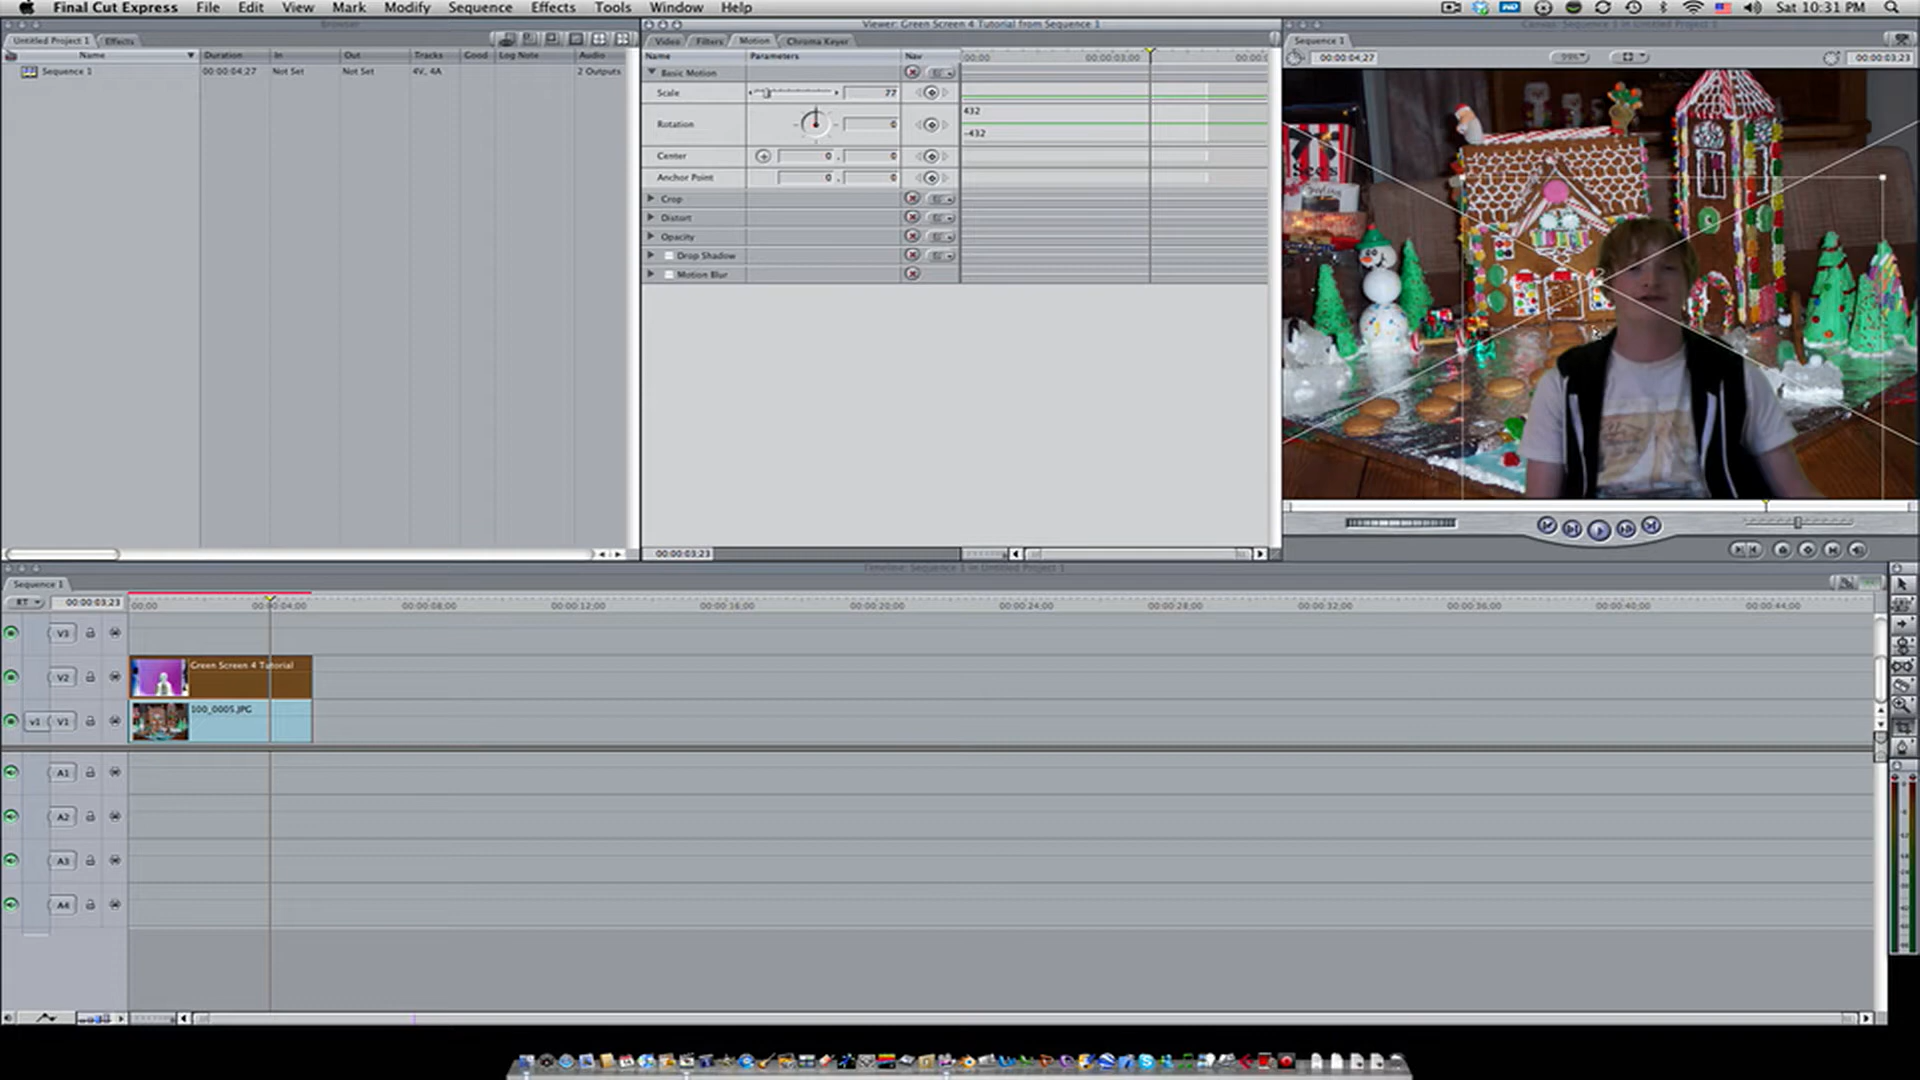 Final Cut Express File Edit View Mark Modify Sequence Effects Tools Window Help Sat 10:31 PM
Browser
Untitled Project 1 Effects
Name Duration In Out Tracks Good Log Note Audio
Sequence 1 00:00:04;27 Not Set Not Set 4V, 4A 2 Outputs
Viewer: Green Screen 4 Tutorial from Sequence 1
Video Filters Motion Chroma Keyer
Name Parameters Nav 00;00 00:00:03;00
Basic Motion
Scale 77
Rotation 0 432
-432
Center 0 , 0
Anchor Point 0 , 0
Crop
Distort
Opacity
Drop Shadow
Motion Blur
00:00:03;23
Canvas: Sequence 1 in Untitled Project 1
Sequence 1
00:00:04;27 00:00:03;23
See's
Timeline: Sequence 1 in Untitled Project 1
Sequence 1
RT 00:00:03;23 00;00 00:00:04;00 00:00:08;00 00:00:12;00 00:00:16;00 00:00:20;00 00:00:24;00 00:00:28;00 00:00:32;00 00:00:36;00 00:00:40;00 00:00:44;00
V3
V2 Green Screen 4 Tutorial
v1 V1 100_0005.JPG
A1
A2
A3
A4